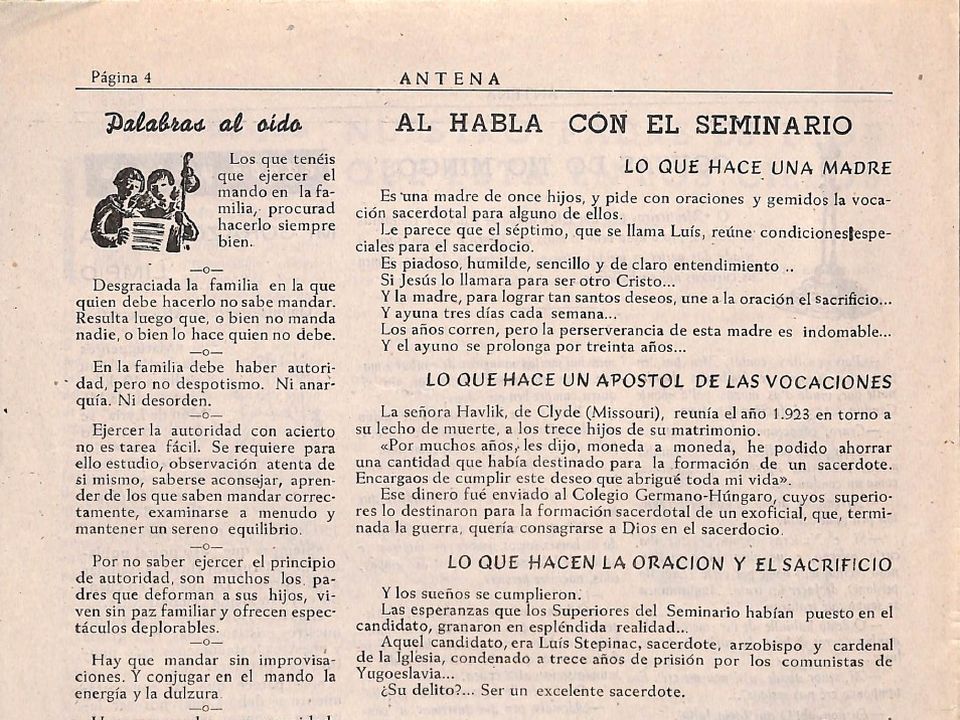 Página 4
ANTENA
Palabras al oído
Los que tenéis
que ejercer el
mando en la fa-
milia, procurad
hacerlo siempre
bien.
—o—
Desgraciada la familia en la que
quien debe hacerlo no sabe mandar.
Resulta luego que, o bien no manda
nadie, o bien lo hace quien no debe.
—o—
En la familia debe haber autori-
dad, pero no despotismo. Ni anar-
quía. Ni desorden.
—o—
Ejercer la autoridad con acierto
no es tarea fácil. Se requiere para
ello estudio, observación atenta de
si mismo, saberse aconsejar, apren-
der de los que saben mandar correc-
tamente, examinarse a menudo y
mantener un sereno equilibrio.
—o—
Por no saber ejercer el principio
de autoridad, son muchos los pa-
dres que deforman a sus hijos, vi-
ven sin paz familiar y ofrecen espec-
táculos deplorables.
—o—
Hay que mandar sin improvisa-
ciones. Y conjugar en el mando la
energía y la dulzura
—o—
AL HABLA CON EL SEMINARIO
LO QUE HACE UNA MADRE
Es una madre de once hijos, y pide con oraciones y gemidos la voca-
ción sacerdotal para alguno de ellos.
Le parece que el séptimo, que se llama Luís, reúne condiciones espe-
ciales para el sacerdocio.
Es piadoso, humilde, sencillo y de claro entendimiento ..
Si Jesús lo llamara para ser otro Cristo...
Y la madre, para lograr tan santos deseos, une a la oración el sacrificio...
Y ayuna tres días cada semana...
Los años corren, pero la perserverancia de esta madre es indomable...
Y el ayuno se prolonga por treinta años...
LO QUE HACE UN APOSTOL DE LAS VOCACIONES
La señora Havlik, de Clyde (Missouri), reunía el año 1.923 en torno a
su lecho de muerte, a los trece hijos de su matrimonio.
«Por muchos años, les dijo, moneda a moneda, he podido ahorrar
una cantidad que había destinado para la formación de un sacerdote.
Encargaos de cumplir este deseo que abrigué toda mi vida».
Ese dinero fué enviado al Colegio Germano-Húngaro, cuyos superio-
res lo destinaron para la formación sacerdotal de un exoficial, que, termi-
nada la guerra, quería consagrarse a Dios en el sacerdocio.
LO QUE HACEN LA ORACION Y EL SACRIFICIO
Y los sueños se cumplieron.
Las esperanzas que los Superiores del Seminario habían puesto en el
candidato, granaron en espléndida realidad...
Aquel candidato, era Luís Stepinac, sacerdote, arzobispo y cardenal
de la Iglesia, condenado a trece años de prisión por los comunistas de
Yugoeslavia...
¿Su delito?... Ser un excelente sacerdote.